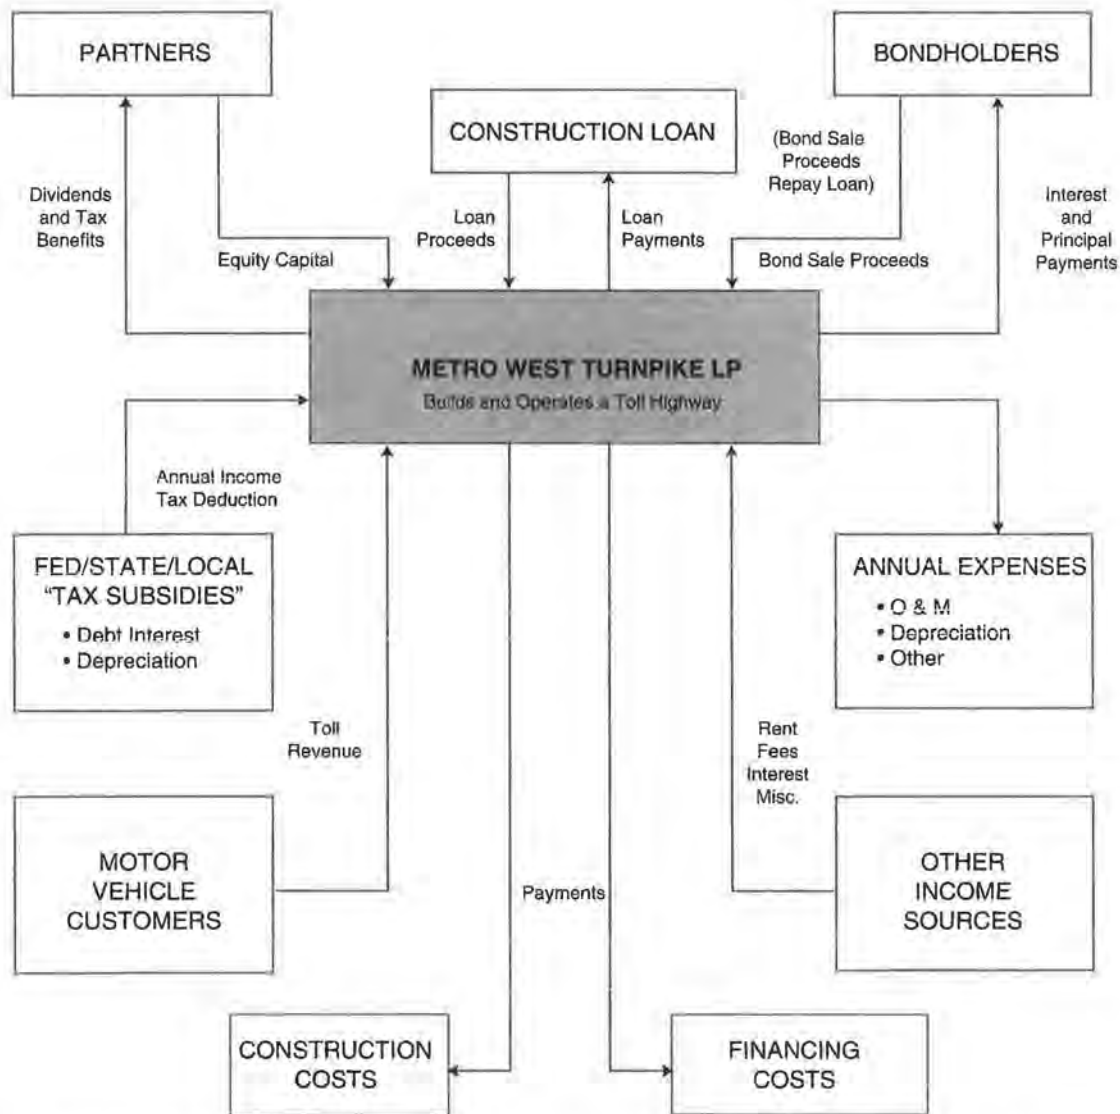 PARTNERS
BONDHOLDERS
CONSTRUCTION LOAN
(Bond Sale
Proceeds
Repay Loan)
Dividends
and Tax
Benefits
Loan
Proceeds
Loan
Payments
Interest
and
Principal
Payments
Equity Capital
Bond Sale Proceeds
METRO WEST TURNPIKE LP
Builds and Operates a Toll Highway
Annual Income
Tax Deduction
FED/STATE/LOCAL
“TAX SUBSIDIES”
• Debt Interest
• Depreciation
ANNUAL EXPENSES
• O & M
• Depreciation
• Other
Toll
Revenue
Rent
Fees
Interest
Misc.
MOTOR
VEHICLE
CUSTOMERS
Payments
OTHER
INCOME
SOURCES
CONSTRUCTION
COSTS
FINANCING
COSTS